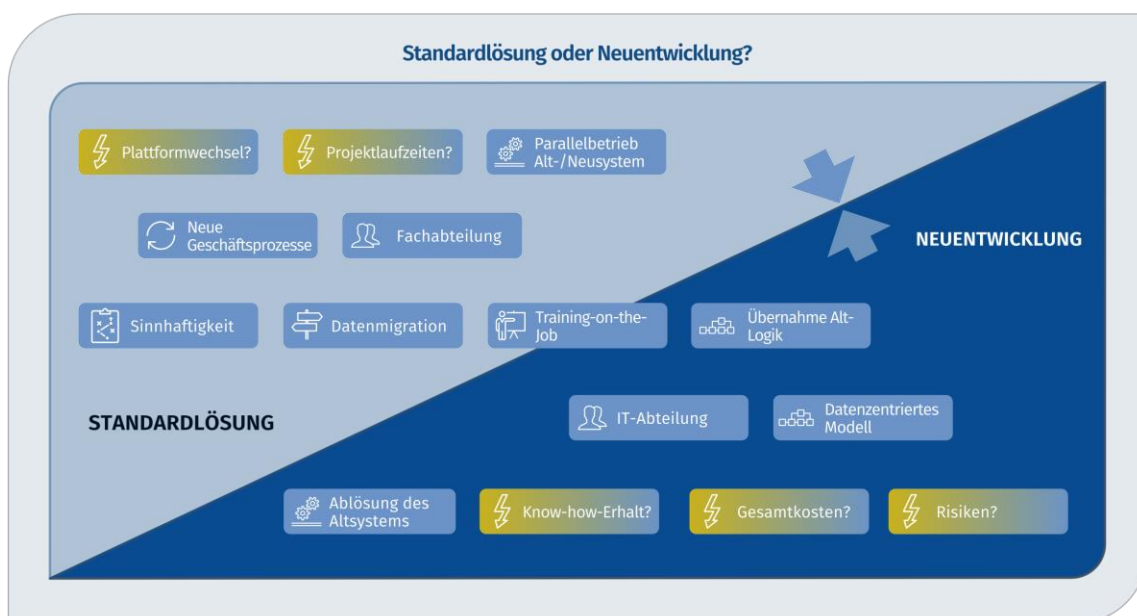 Standardlösung oder Neuentwicklung?
Plattformwechsel?
Projektlaufzeiten?
Parallelbetrieb
Alt-/Neusystem
Neue
Geschäftsprozesse
Fachabteilung
NEUENTWICKLUNG
Sinnhaftigkeit
Datenmigration
Training-on-the-
Job
Übernahme Alt-
Logik
STANDARDLÖSUNG
IT-Abteilung
Datenzentriertes
Modell
Ablösung des
Altsystems
Know-how-Erhalt?
Gesamtkosten?
Risiken?